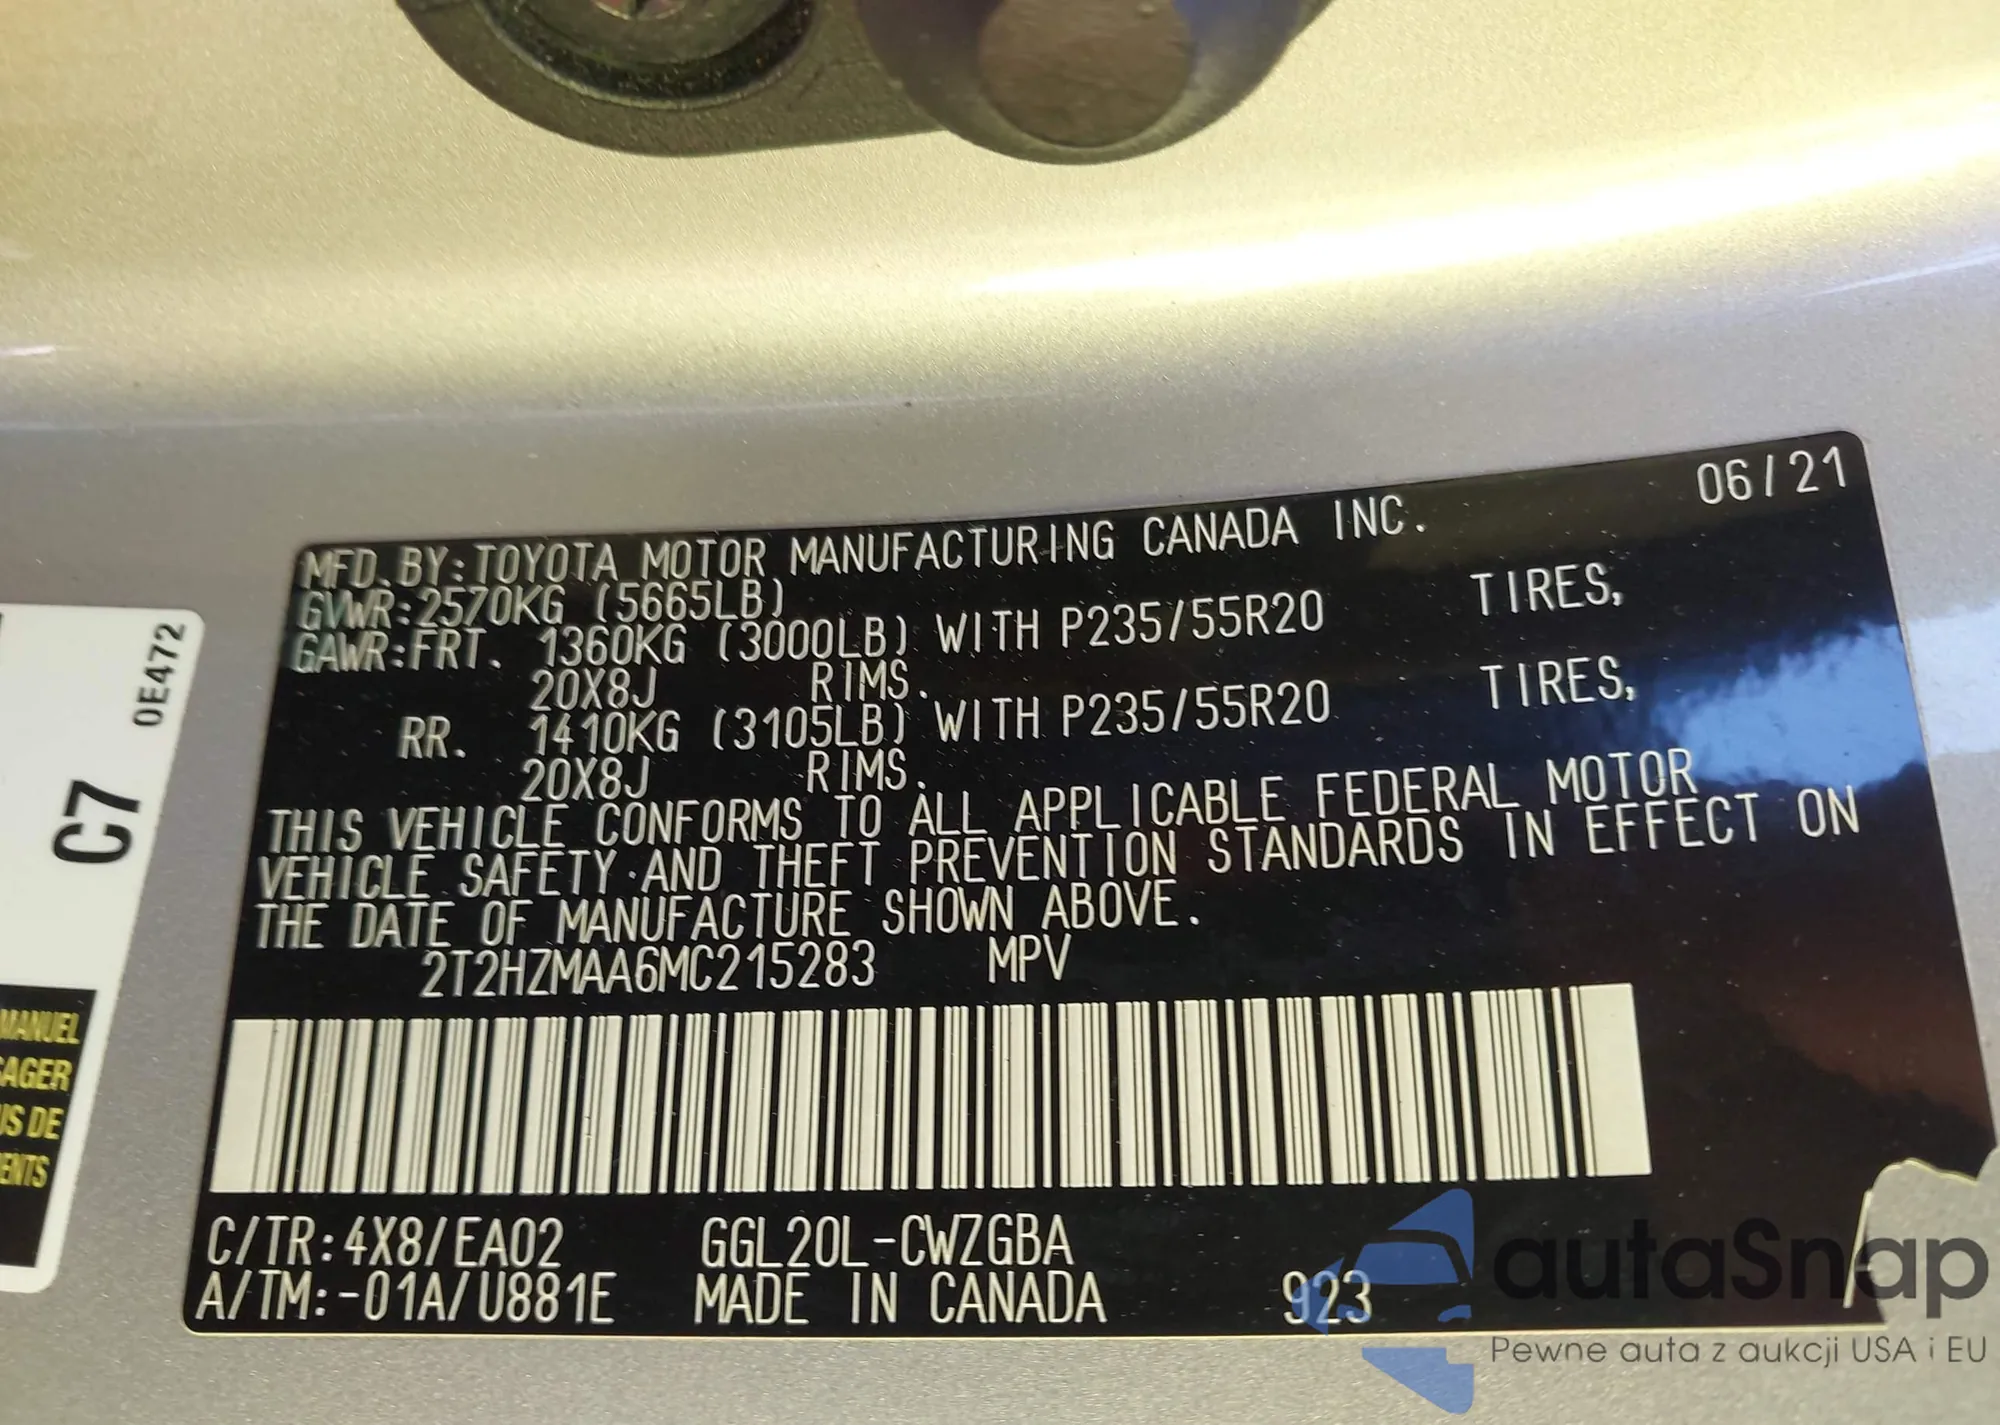 06/21
MFD.BY:TOYOTA MOTOR MANUFACTURING CANADA INC.
GVWR:2570KG (5665LB)
GAWR:FRT. 1360KG (3000LB) WITH P235/55R20 TIRES,
20X8J RIMS.
RR. 1410KG (3105LB) WITH P235/55R20 TIRES,
20X8J RIMS.
THIS VEHICLE CONFORMS TO ALL APPLICABLE FEDERAL MOTOR
VEHICLE SAFETY AND THEFT PREVENTION STANDARDS IN EFFECT ON
THE DATE OF MANUFACTURE SHOWN ABOVE.
2T2HZMAA6MC215283 MPV
C/TR:4X8/EA02 GGL20L-CWZGBA
A/TM:-01A/U881E MADE IN CANADA 923
0E472
C7
MANUEL
DE
autaSnap
Pewne auta z aukcji USA i EU